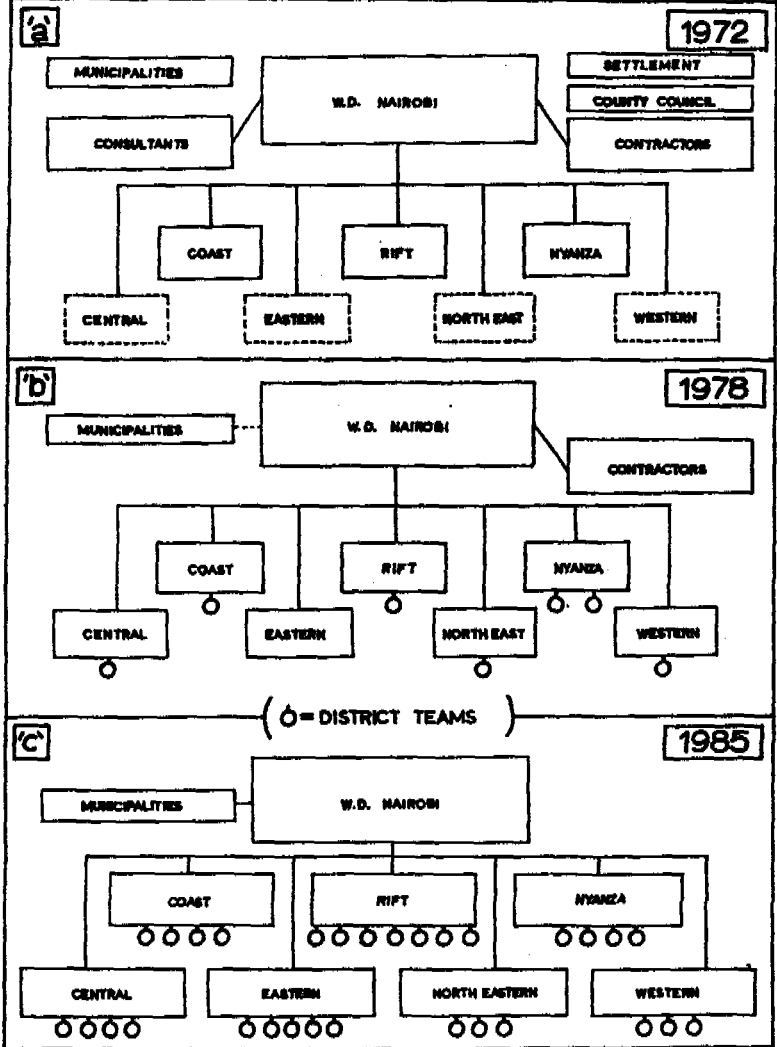 'a' 1972
MUNICIPALITIES
W.D. NAIROBI
SETTLEMENT
COUNTY COUNCIL
CONSULTANTS
CONTRACTORS
COAST
RIFT
NYANZA
CENTRAL
EASTERN
NORTH EAST
WESTERN
'b' 1978
MUNICIPALITIES
W.D. NAIROBI
CONTRACTORS
COAST
RIFT
NYANZA
CENTRAL
EASTERN
NORTH EAST
WESTERN
( = DISTRICT TEAMS )
'c' 1985
MUNICIPALITIES
W.D. NAIROBI
COAST
RIFT
NYANZA
CENTRAL
EASTERN
NORTH EASTERN
WESTERN